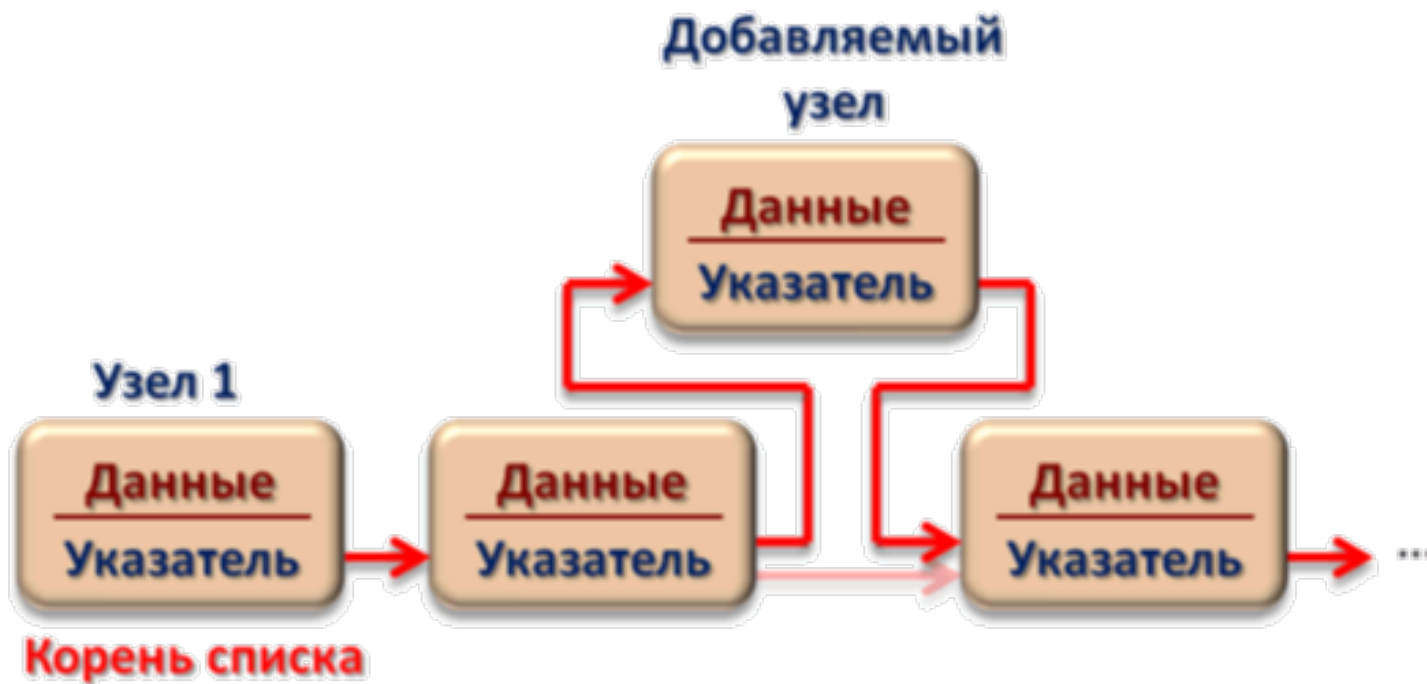 Добавляемый
узел
Данные
Указатель
Узел 1
Данные
Указатель
Данные
Указатель
Данные
Указатель
...
Корень списка